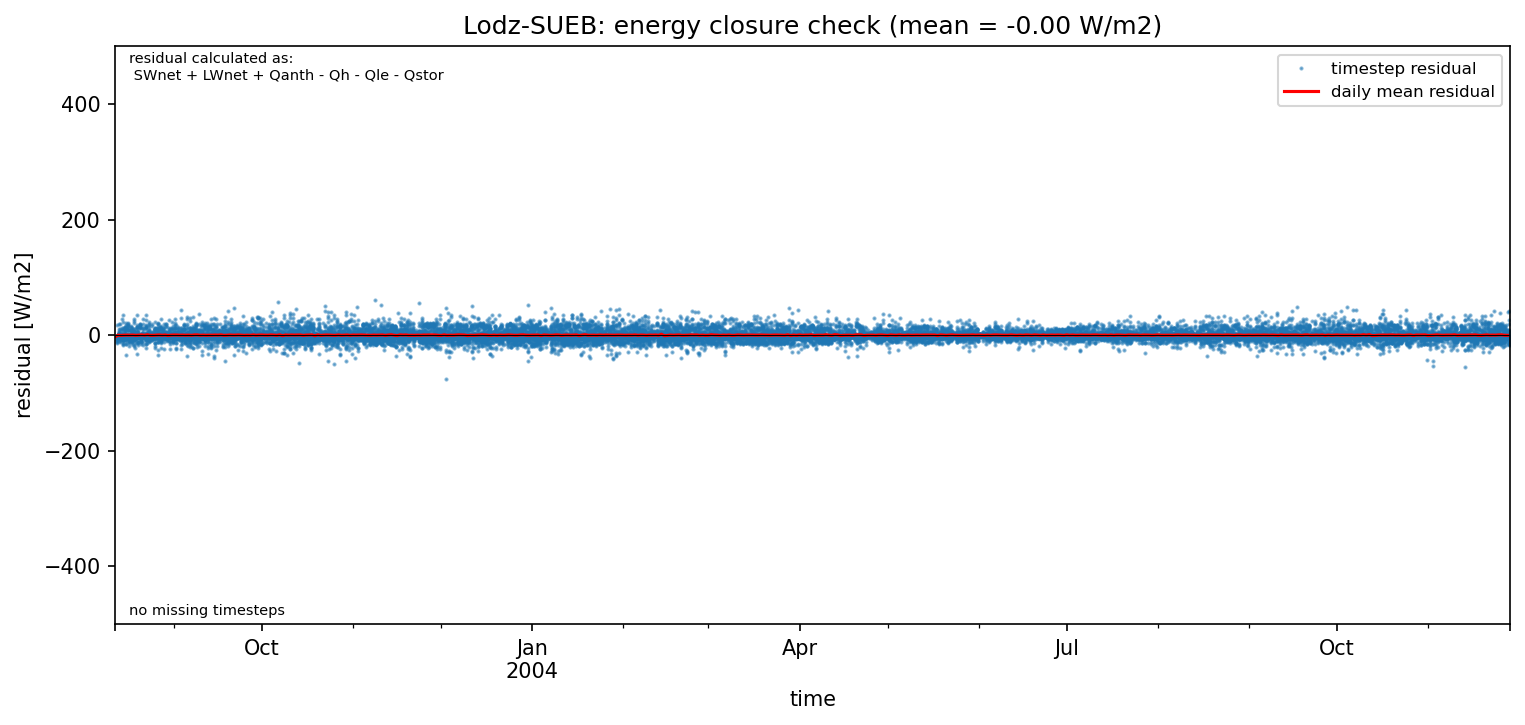 Lodz-SUEB: energy closure check (mean = -0.00 W/m2)
residual calculated as:
SWnet + LWnet + Qanth - Qh - Qle - Qstor
timestep residual
daily mean residual
400
200
0
−200
−400
residual [W/m2]
no missing timesteps
Oct
Jan
2004
Apr
Jul
Oct
time